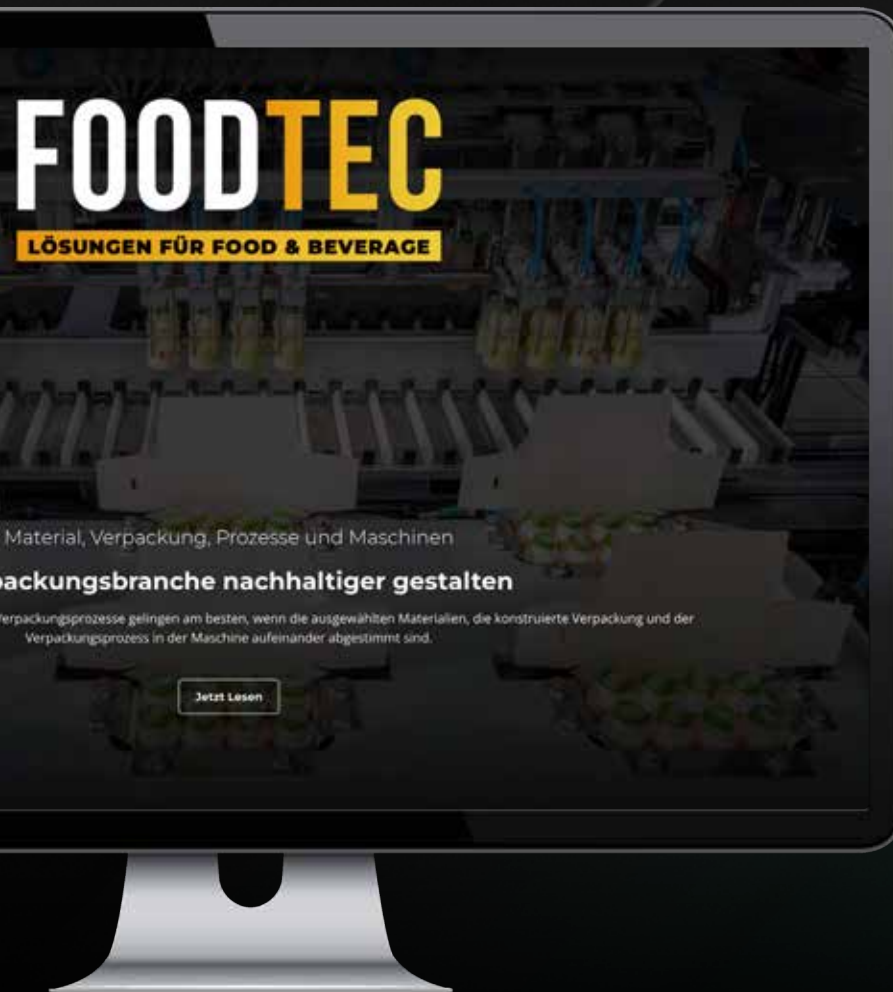 FOODTEC
LÖSUNGEN FÜR FOOD & BEVERAGE
Material, Verpackung, Prozesse und Maschinen
packungsbranche nachhaltiger gestalten
Verpackungsprozesse gelingen am besten, wenn die ausgewählten Materialien, die konstruierte Verpackung und der
Verpackungsprozess in der Maschine aufeinander abgestimmt sind.
Jetzt Lesen